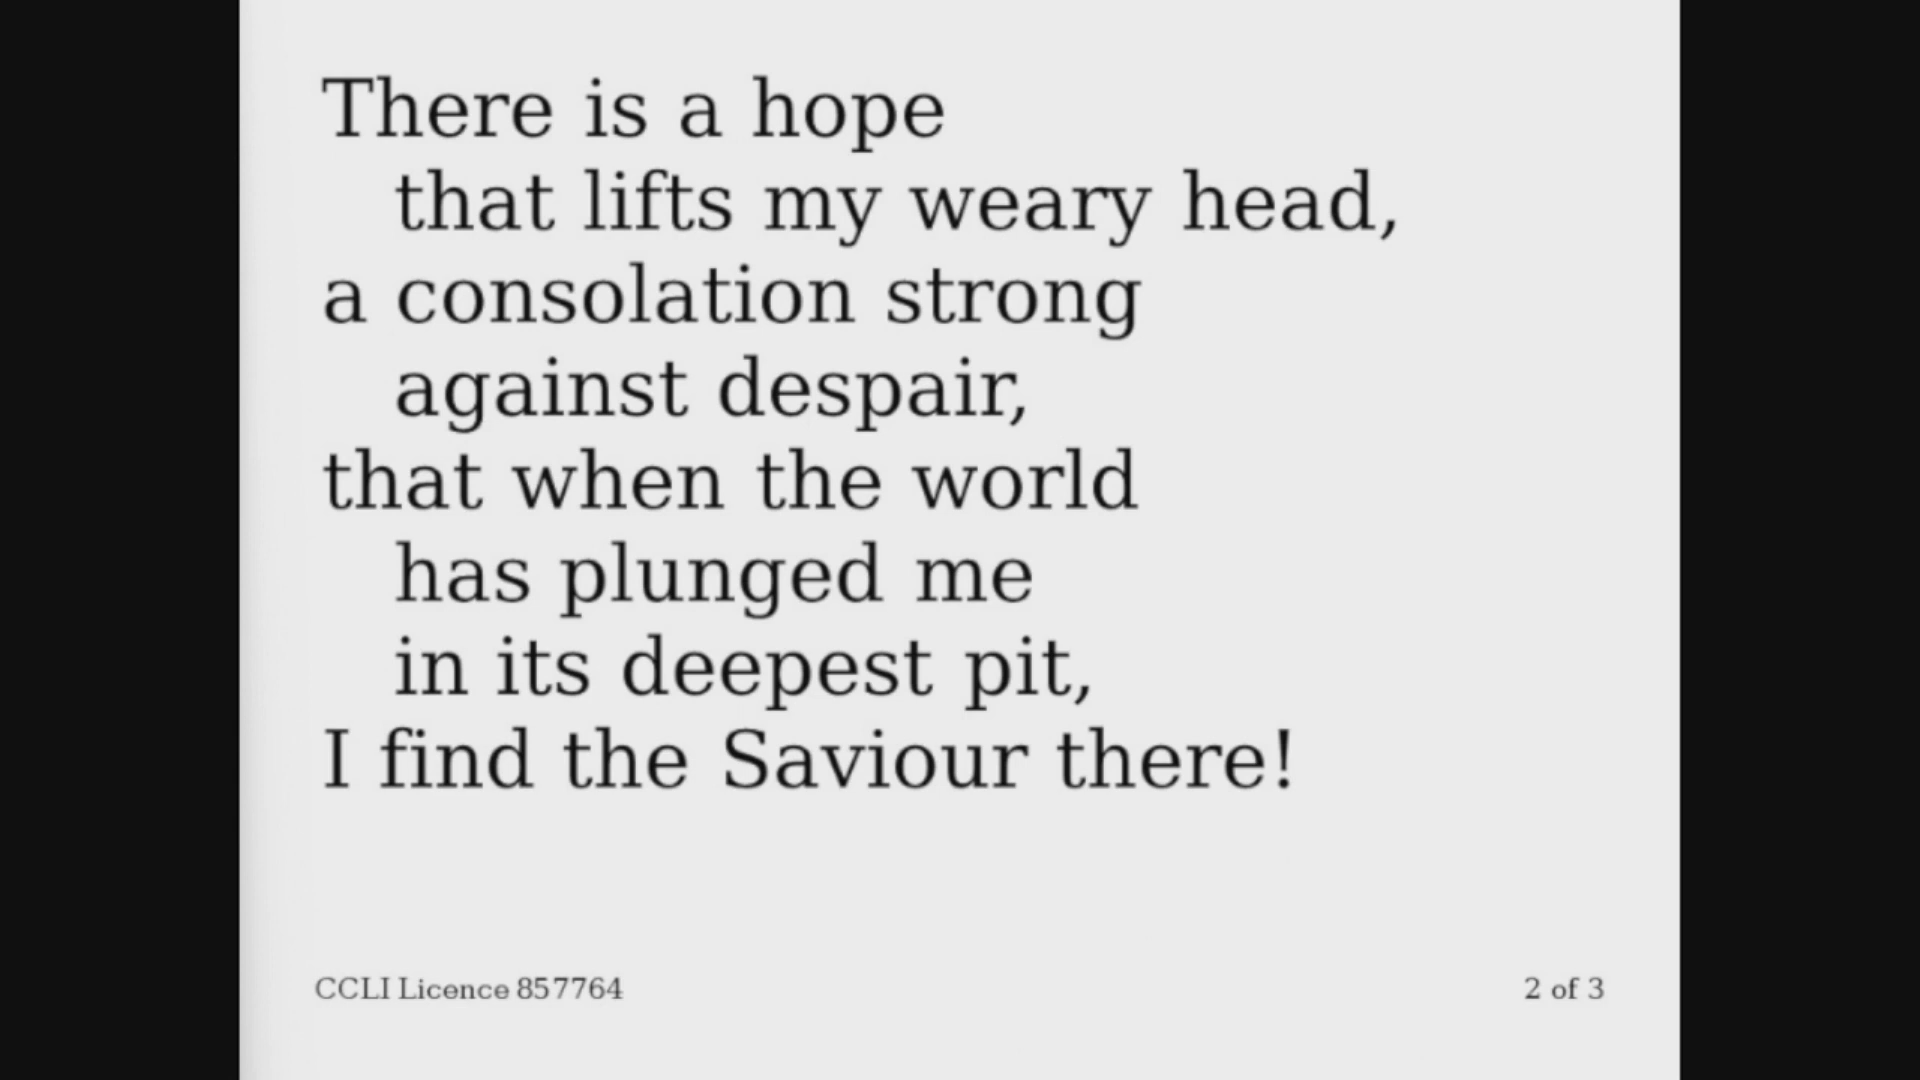 There is a hope
that lifts my weary head,
a consolation strong
against despair,
that when the world
has plunged me
in its deepest pit,
I find the Saviour there!
CCLI Licence 857764
2 of 3